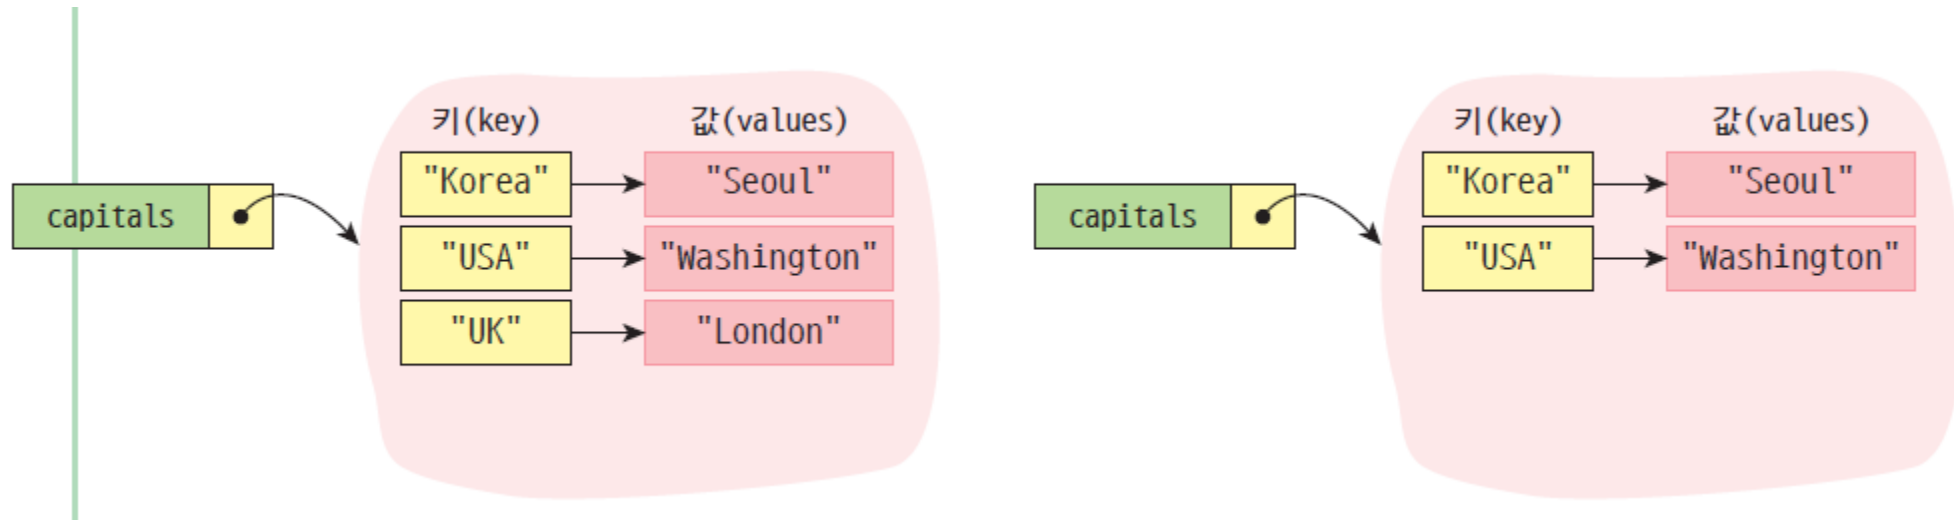 키(key) 값(values)
"Korea" "Seoul"
capitals
"USA" "Washington"
"UK" "London"
키(key) 값(values)
"Korea" "Seoul"
capitals
"USA" "Washington"